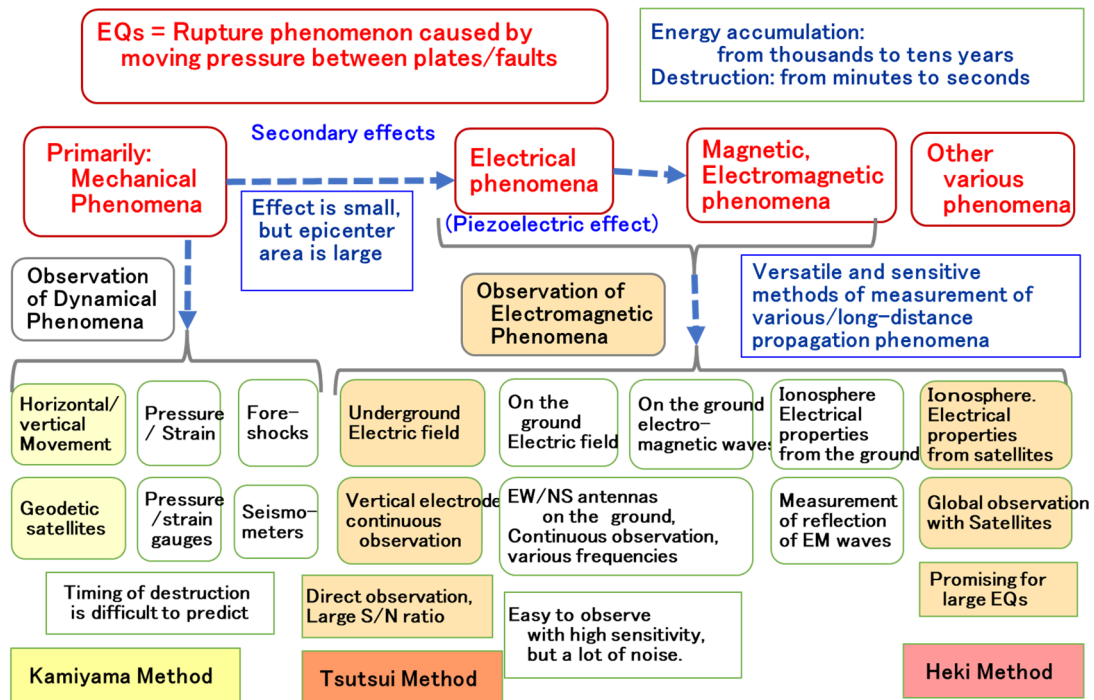 EQs = Rupture phenomenon caused by
moving pressure between plates/faults
Energy accumulation:
from thousands to tens years
Destruction: from minutes to seconds
Secondary effects
Primarily:
Mechanical
Phenomena
Electrical
phenomena
Magnetic,
Electromagnetic
phenomena
Other
various
phenomena
Effect is small,
but epicenter
area is large
(Piezoelectric effect)
Observation
of Dynamical
Phenomena
Observation of
Electromagnetic
Phenomena
Versatile and sensitive
methods of measurement of
various/long-distance
propagation phenomena
Horizontal/
vertical
Movement
Pressure
/ Strain
Fore-
shocks
Underground
Electric field
On the
ground
Electric field
On the ground
electro-
magnetic waves
Ionosphere
Electrical
properties
from the ground
Ionosphere.
Electrical
properties
from satellites
Geodetic
satellites
Pressure
/strain
gauges
Seismo-
meters
Vertical electrode
continuous
observation
EW/NS antennas
on the ground,
Continuous observation,
various frequencies
Measurement
of reflection
of EM waves
Global observation
with Satellites
Timing of destruction
is difficult to predict
Direct observation,
Large S/N ratio
Easy to observe
with high sensitivity,
but a lot of noise.
Promising for
large EQs
Kamiyama Method
Tsutsui Method
Heki Method